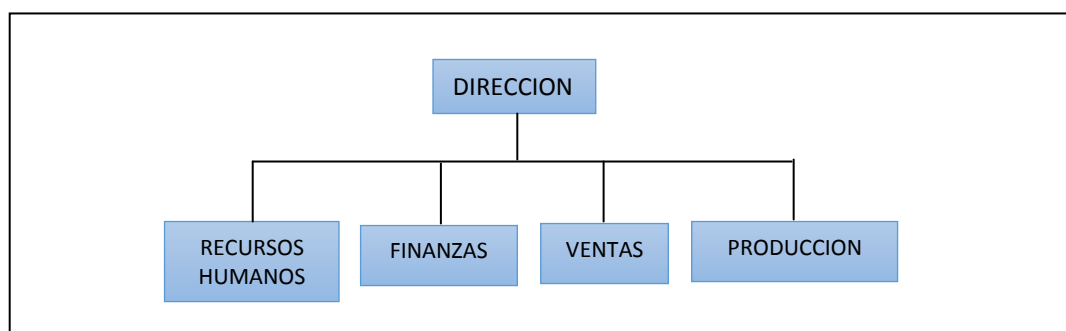 DIRECCION
RECURSOS
HUMANOS
FINANZAS
VENTAS
PRODUCCION